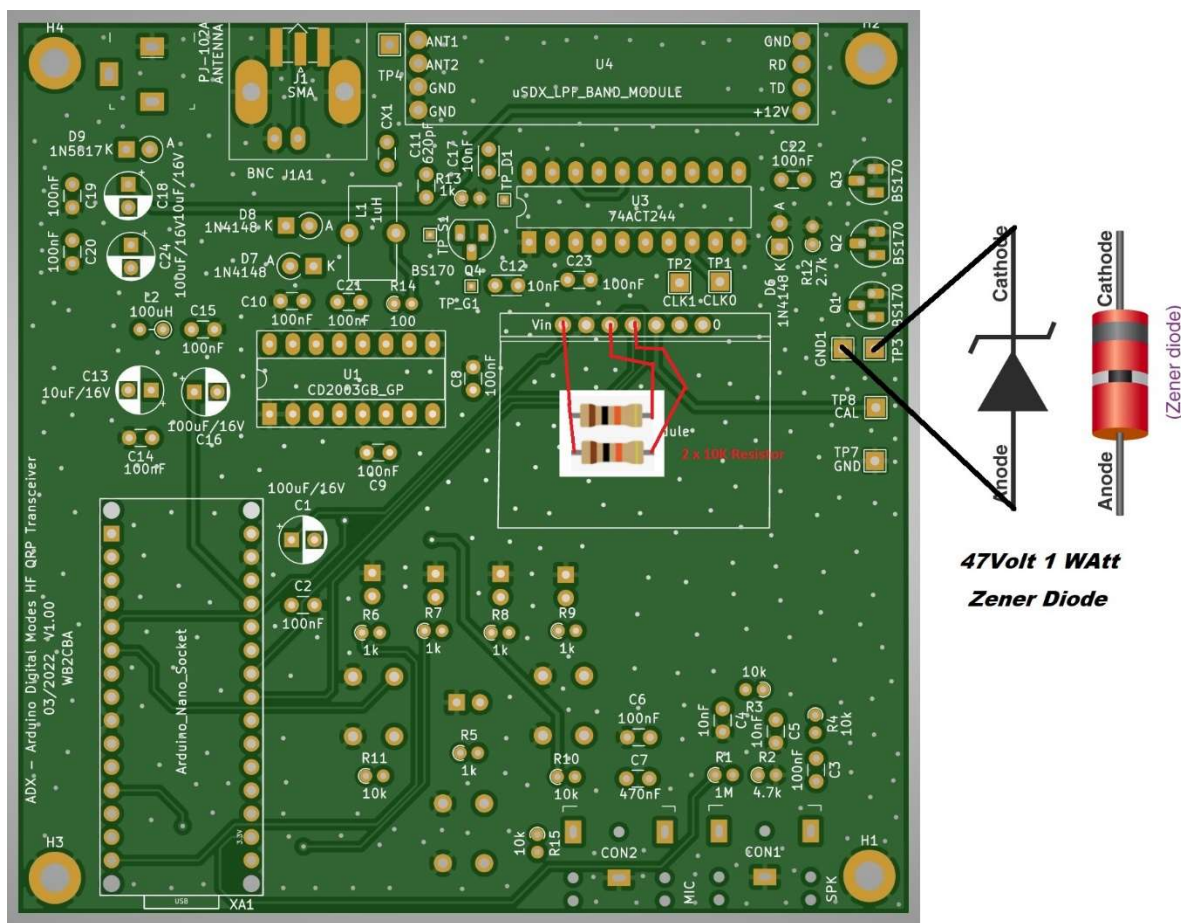 H4
PJ-102A
ANTENNA
J1
SMA
TP4
ANT1
ANT2
GND
GND
U4
uSDX_LPF_BAND_MODULE
GND
RD
TD
+12V
H2
D9
1N5817
K
A
BNC J1A1
CX1
C11
620pF
C17
10nF
TP_D1
C22
100nF
Q3
BS170
100nF
C19
C18
100uF/16V10uF/16V
R13
1k
U3
74ACT244
D8
1N4148
K
A
L1
1uH
TP_S1
BS170
Q4
A
D6
1N4148
K
R12
2.7k
Q2
BS170
100nF
C20
C24
D7
1N4148
A
K
TP_G1
C12
10nF
C23
100nF
TP2
CLK1
TP1
CLK0
Q1
BS170
L2
100uH
C15
100nF
C10
100nF
C21
100nF
R14
100
Vin
0
GND1
TP3
C13
10uF/16V
100uF/16V
C16
U1
CD2003GB_GP
C8
100nF
dule
2 x 10K Resistor
TP8
CAL
C14
100nF
100nF
C9
TP7
GND
100uF/16V
C1
C2
100nF
R6
1k
R7
1k
R8
1k
R9
1k
ADX - Arduino Digital Modes HF QRP Transceiver
03/2022 V1.00
WB2CBA
Arduino_Nano_Socket
3.3V
USB
XA1
R11
10k
R5
1k
R10
10k
C6
100nF
C7
470nF
10nF
C4
10k
R3
10nF
C5
R4
10k
R1
1M
R2
4.7k
100nF
C3
10k
R15
CON2
MIC
CON1
SPK
H3
H1
Cathode
Anode
Cathode
Anode
(Zener diode)
47Volt 1 WAtt
Zener Diode